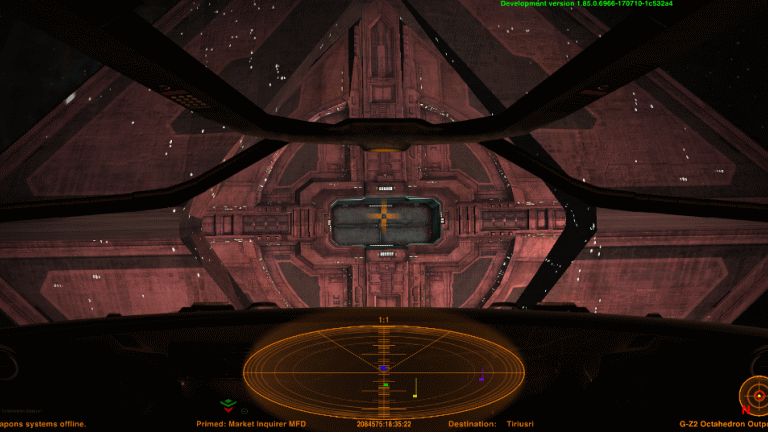 Development version 1.85.0.6966-170710-1c532a4
1:1
apons systems offline.
Primed: Market Inquirer MFD
2084575:18:35:22
Destination: Tiriusri
N
G-Z2 Octahedron Outpo